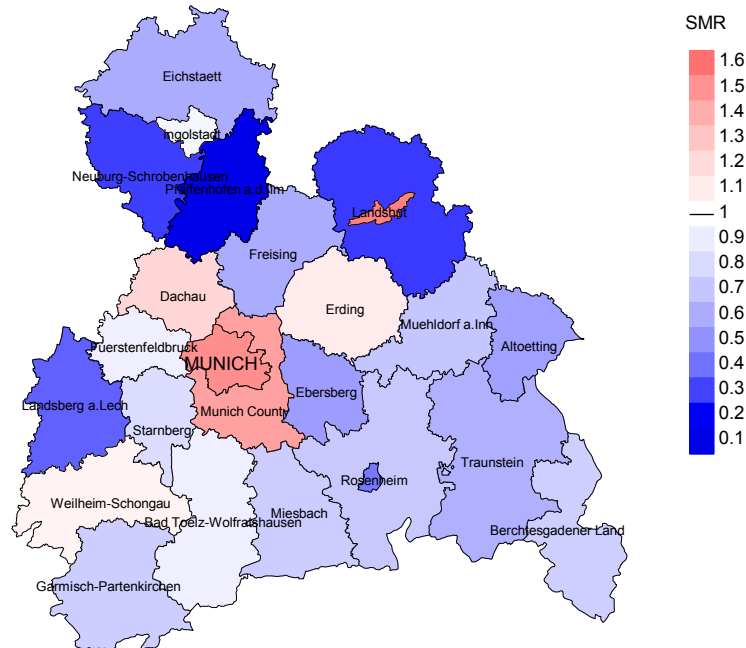 SMR
1.6
1.5
1.4
1.3
1.2
1.1
1
0.9
0.8
0.7
0.6
0.5
0.4
0.3
0.2
0.1
Eichstaett
Ingolstadt
Neuburg-Schrobenhausen
Pfaffenhofen a.d.Ilm
Landshut
Freising
Dachau
Erding
Muehldorf a.Inn
Fuerstenfeldbruck
Altoetting
MUNICH
Ebersberg
Landsberg a.Lech
Munich County
Starnberg
Traunstein
Rosenheim
Weilheim-Schongau
Miesbach
Bad Toelz-Wolfratshausen
Berchtesgadener Land
Garmisch-Partenkirchen